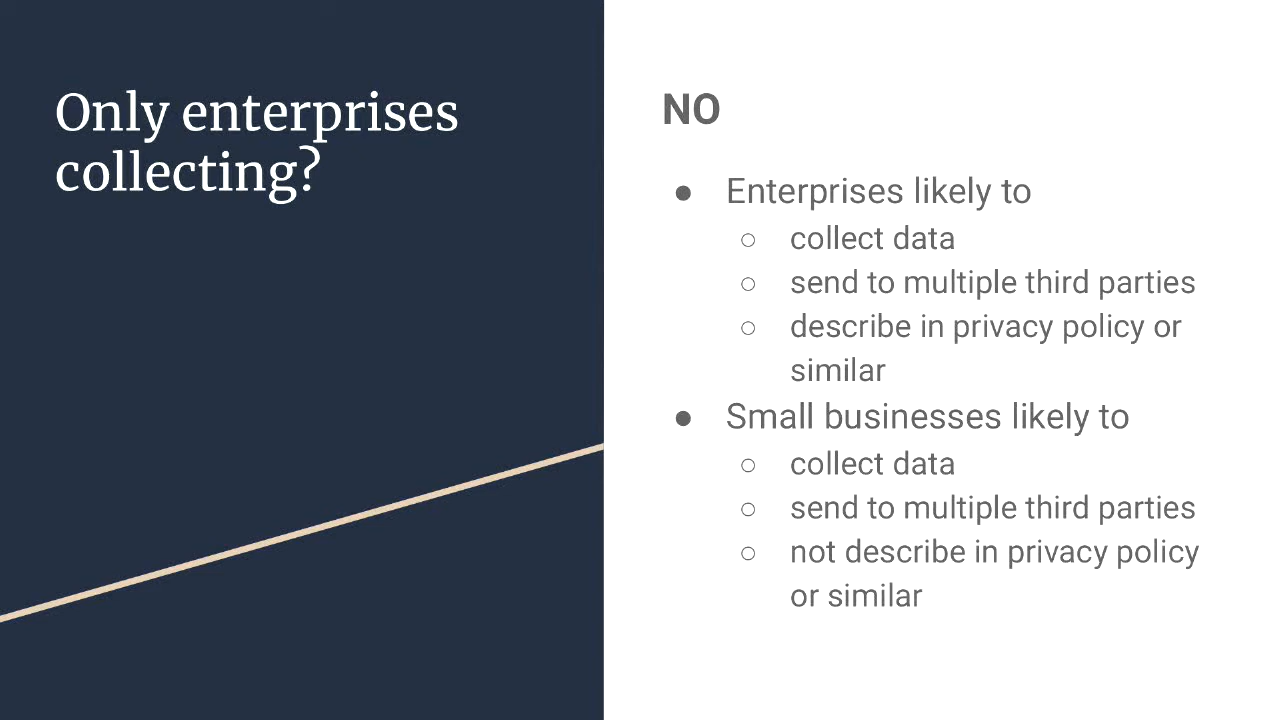 Only enterprises
collecting?
NO
● Enterprises likely to
○ collect data
○ send to multiple third parties
○ describe in privacy policy or
similar
● Small businesses likely to
○ collect data
○ send to multiple third parties
○ not describe in privacy policy
or similar